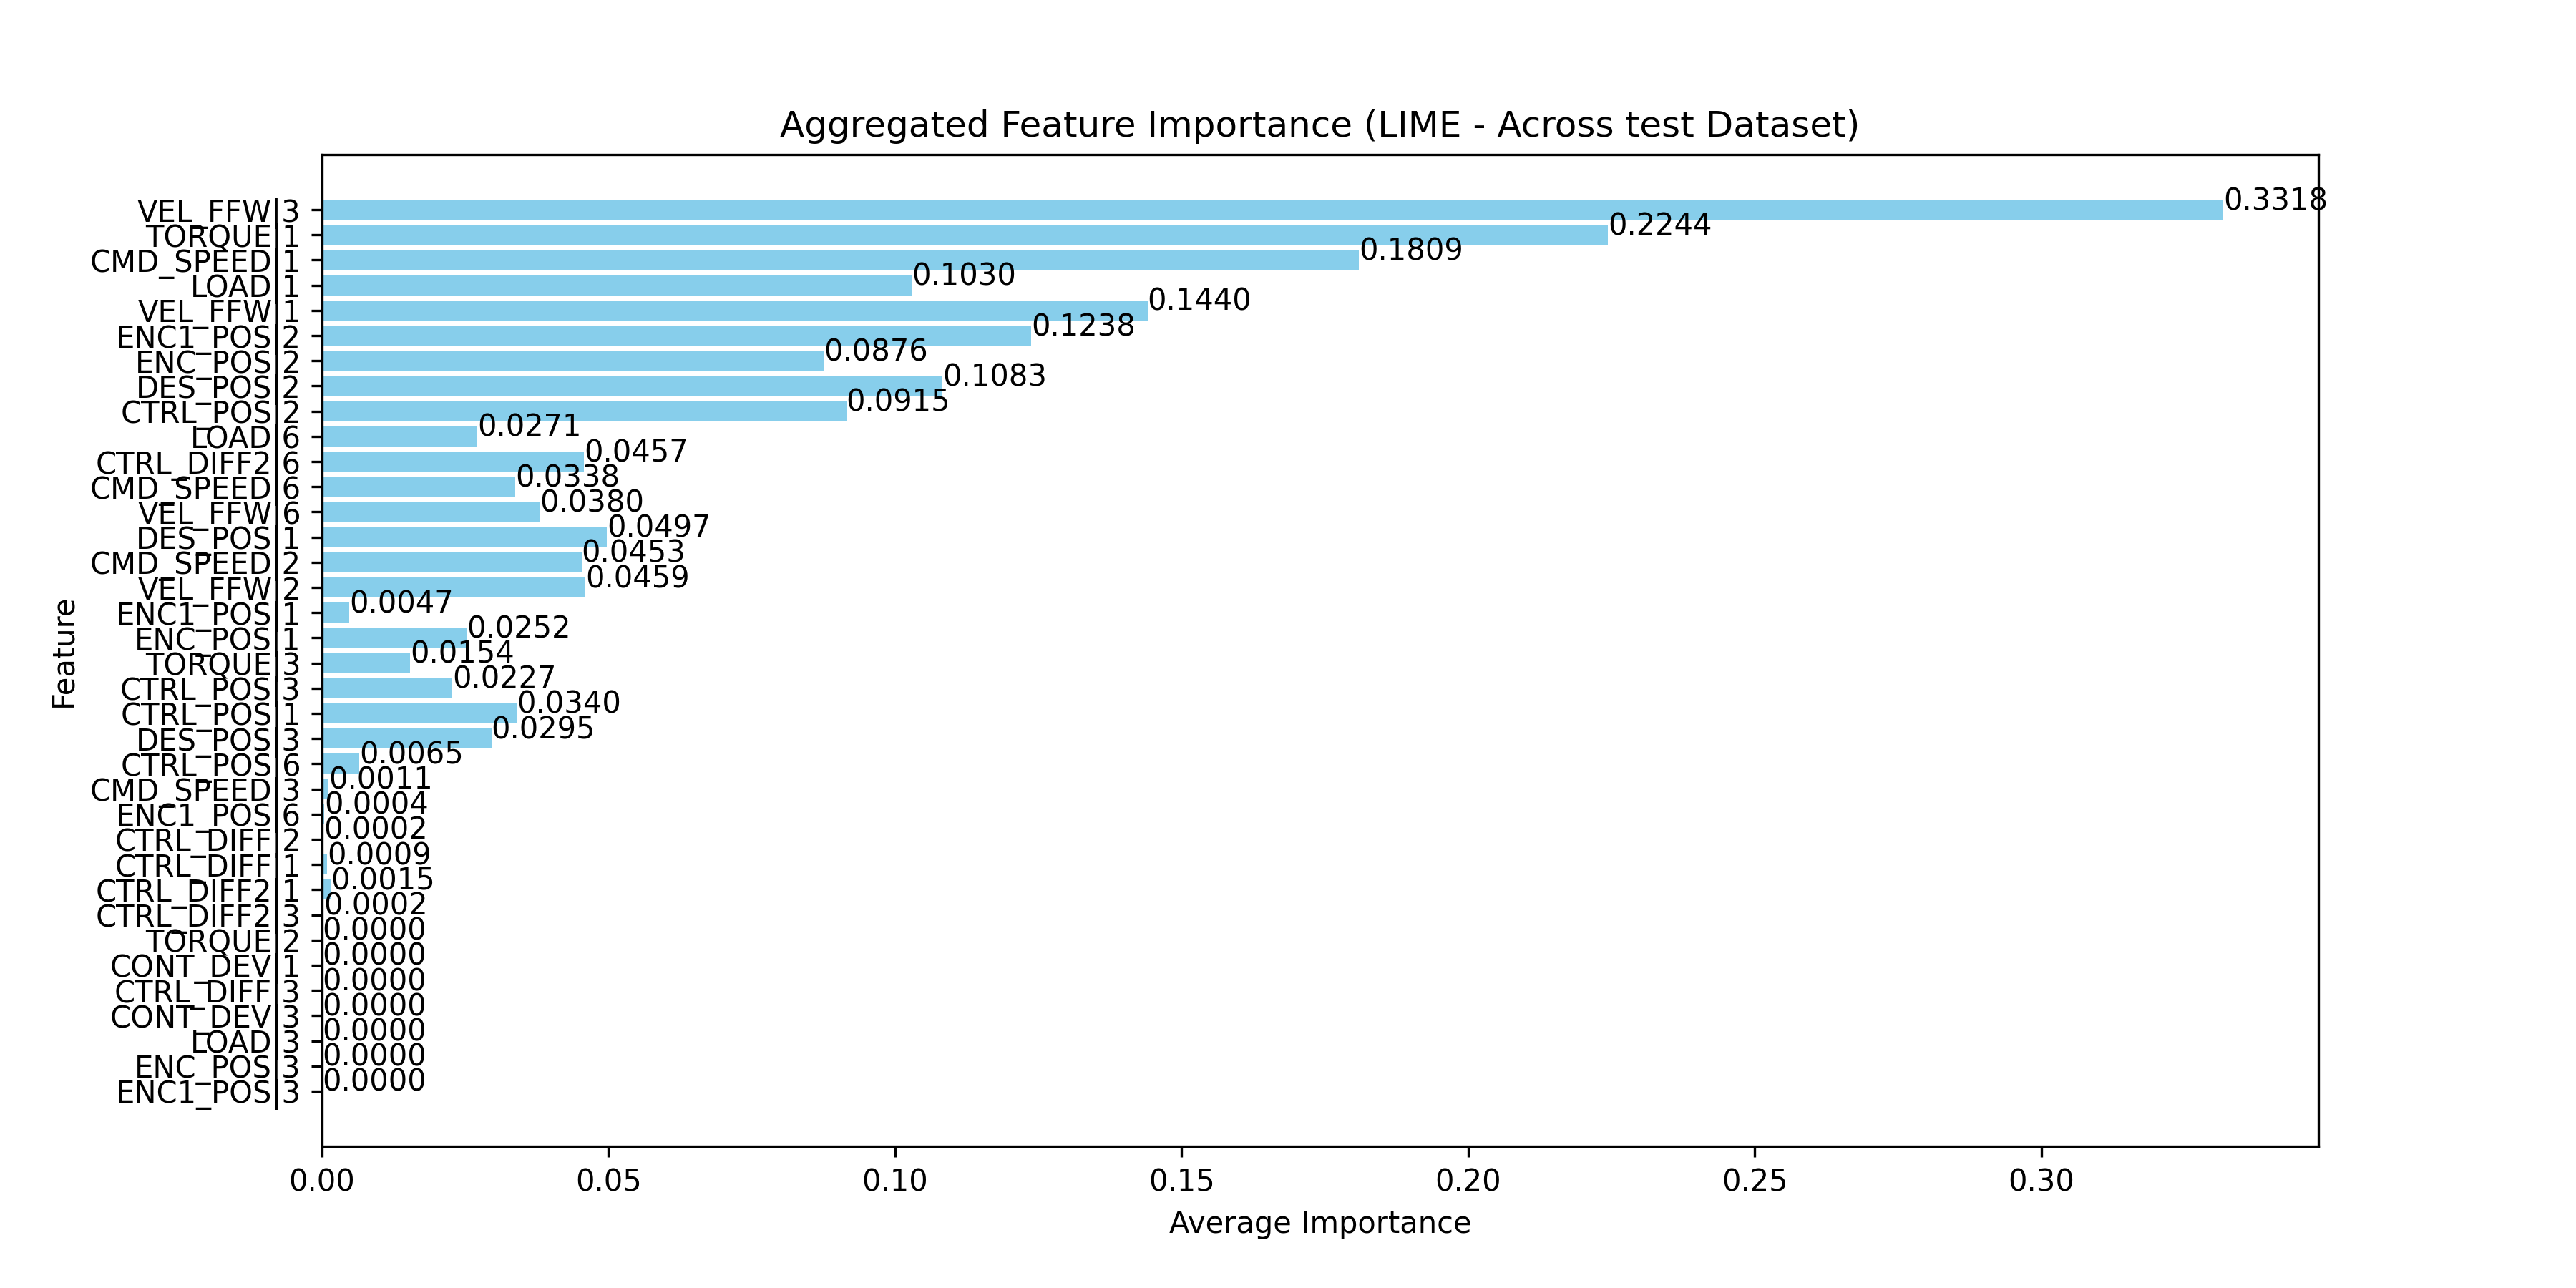 Aggregated Feature Importance (LIME - Across test Dataset)
VEL_FFW|3 0.3318
TORQUE|1 0.2244
CMD_SPEED|1 0.1809
LOAD|1 0.1030
VEL_FFW|1 0.1440
ENC1_POS|2 0.1238
ENC_POS|2 0.0876
DES_POS|2 0.1083
CTRL_POS|2 0.0915
LOAD|6 0.0271
CTRL_DIFF2|6 0.0457
CMD_SPEED|6 0.0338
VEL_FFW|6 0.0380
DES_POS|1 0.0497
CMD_SPEED|2 0.0453
VEL_FFW|2 0.0459
ENC1_POS|1 0.0047
ENC_POS|1 0.0252
TORQUE|3 0.0154
CTRL_POS|3 0.0227
CTRL_POS|1 0.0340
DES_POS|3 0.0295
CTRL_POS|6 0.0065
CMD_SPEED|3 0.0011
ENC1_POS|6 0.0004
CTRL_DIFF|2 0.0002
CTRL_DIFF|1 0.0009
CTRL_DIFF2|1 0.0015
CTRL_DIFF2|3 0.0002
TORQUE|2 0.0000
CONT_DEV|1 0.0000
CTRL_DIFF|3 0.0000
CONT_DEV|3 0.0000
LOAD|3 0.0000
ENC_POS|3 0.0000
ENC1_POS|3 0.0000
Feature
0.00 0.05 0.10 0.15 0.20 0.25 0.30
Average Importance